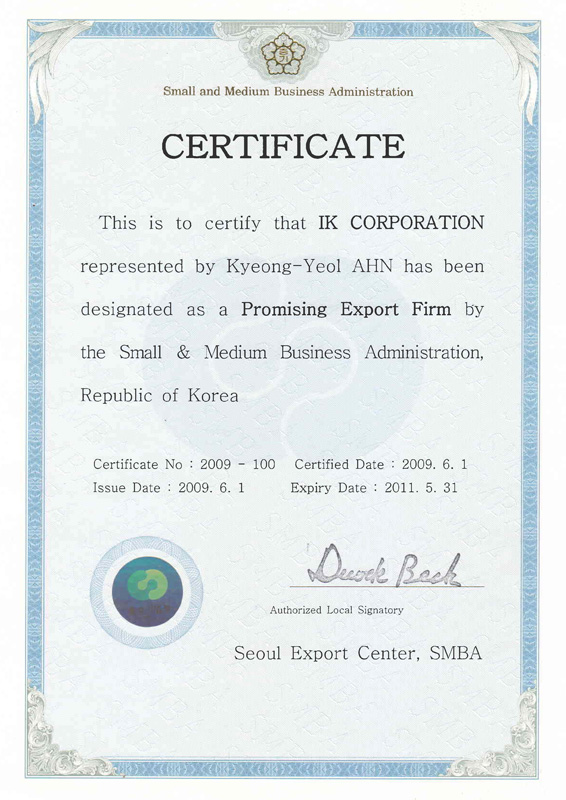 Small and Medium Business Administration
CERTIFICATE
This is to certify that IK CORPORATION
represented by Kyeong-Yeol AHN has been
designated as a Promising Export Firm by
the Small & Medium Business Administration,
Republic of Korea
Certificate No : 2009 - 100 Certified Date : 2009. 6. 1
Issue Date : 2009. 6. 1 Expiry Date : 2011. 5. 31
Authorized Local Signatory
Seoul Export Center, SMBA